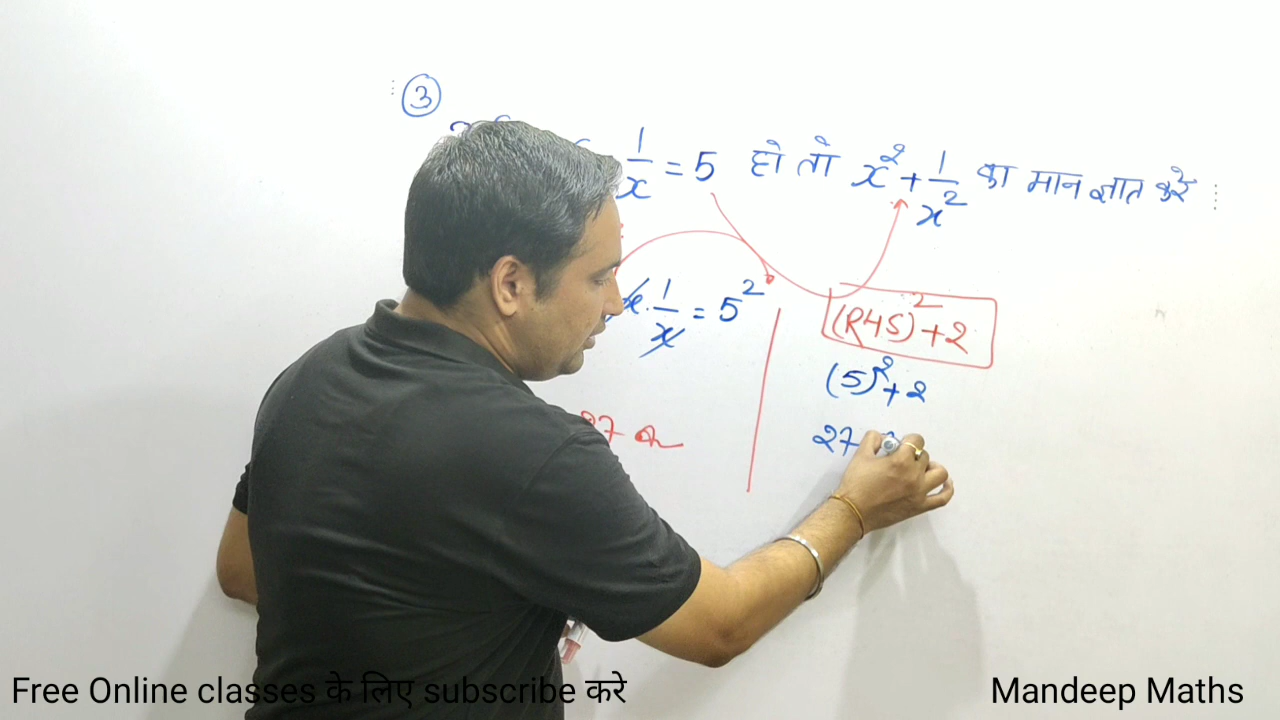 ③
1/x = 5 हो तो x² + 1/x² का मान ज्ञात करें
x. 1/x = 5²
(RHS)² + 2
(5)² + 2
27
27
Free Online classes के लिए subscribe करे
Mandeep Maths